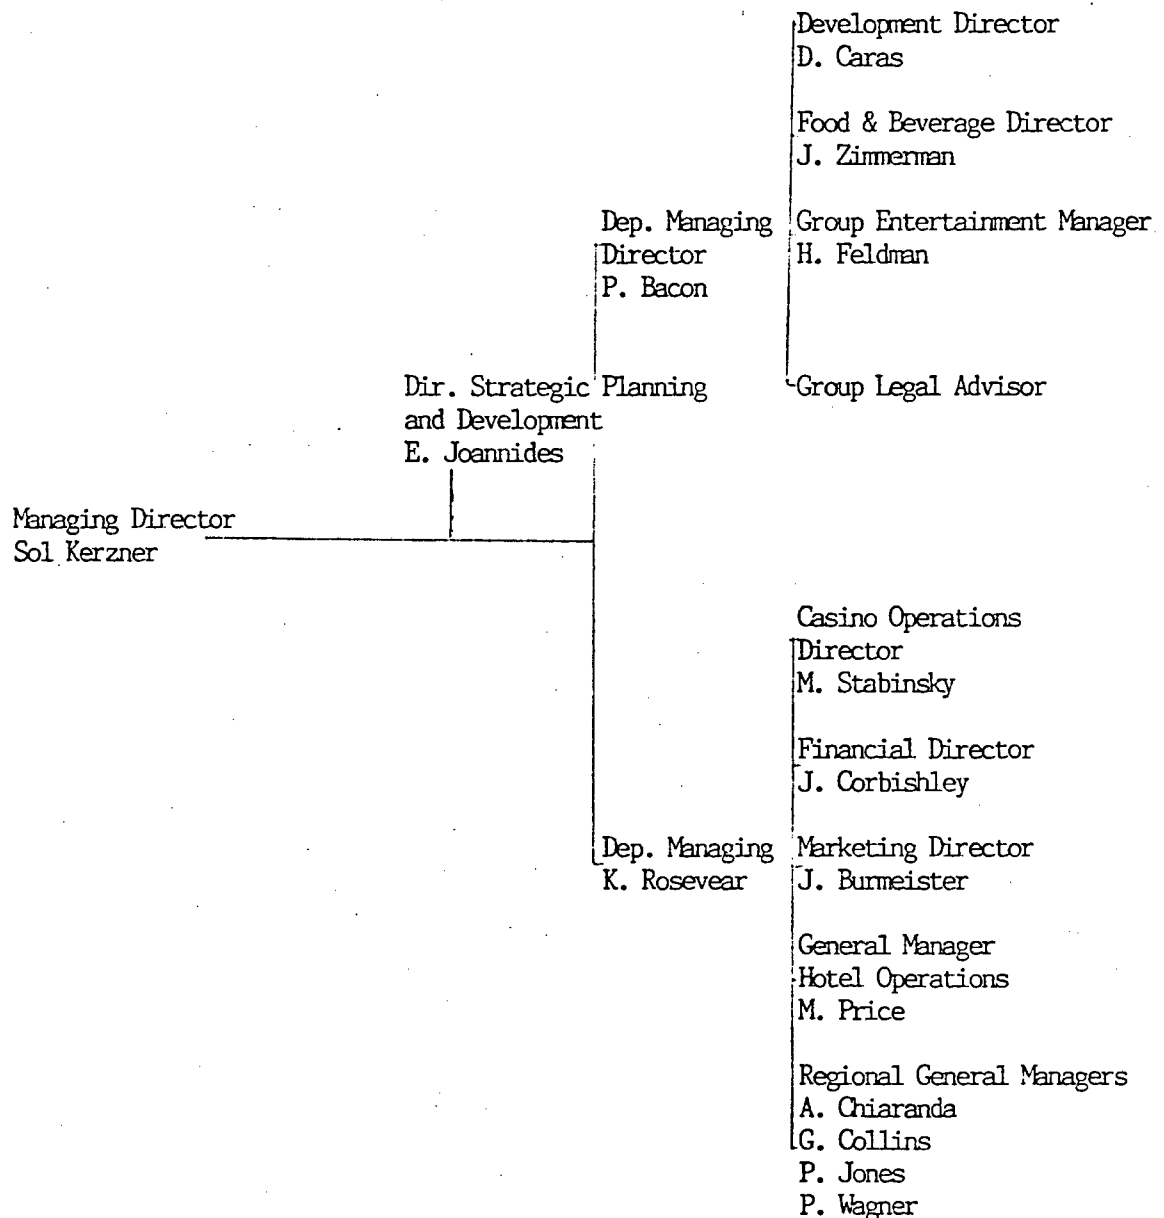 Development Director
D. Caras
Food & Beverage Director
J. Zimmerman
Dep. Managing
Director
P. Bacon
Group Entertainment Manager
H. Feldman
Dir. Strategic Planning
and Development
E. Joannides
Group Legal Advisor
Managing Director
Sol Kerzner
Casino Operations
Director
M. Stabinsky
Financial Director
J. Corbishley
Dep. Managing
K. Rosevear
Marketing Director
J. Burmeister
General Manager
Hotel Operations
M. Price
Regional General Managers
A. Chiaranda
G. Collins
P. Jones
P. Wagner